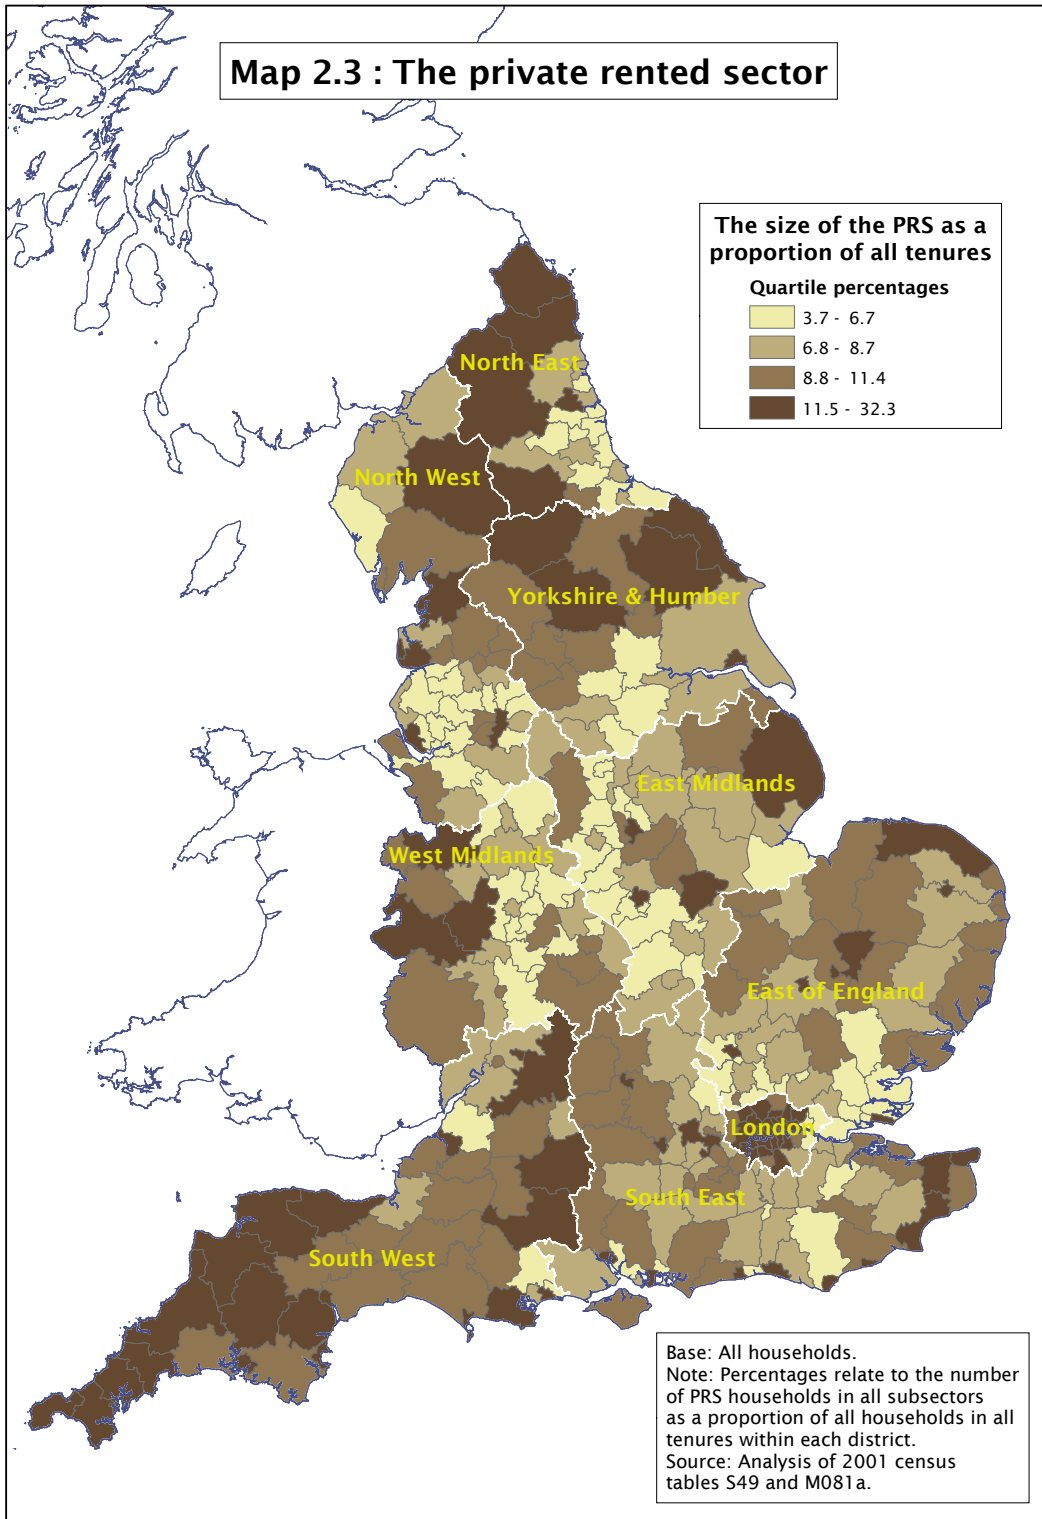 Map 2.3 : The private rented sector
The size of the PRS as a
proportion of all tenures
Quartile percentages
3.7 - 6.7
6.8 - 8.7
8.8 - 11.4
11.5 - 32.3
North East
North West
Yorkshire & Humber
East Midlands
West Midlands
East of England
London
South East
South West
Base: All households.
Note: Percentages relate to the number
of PRS households in all subsectors
as a proportion of all households in all
tenures within each district.
Source: Analysis of 2001 census
tables S49 and M081a.